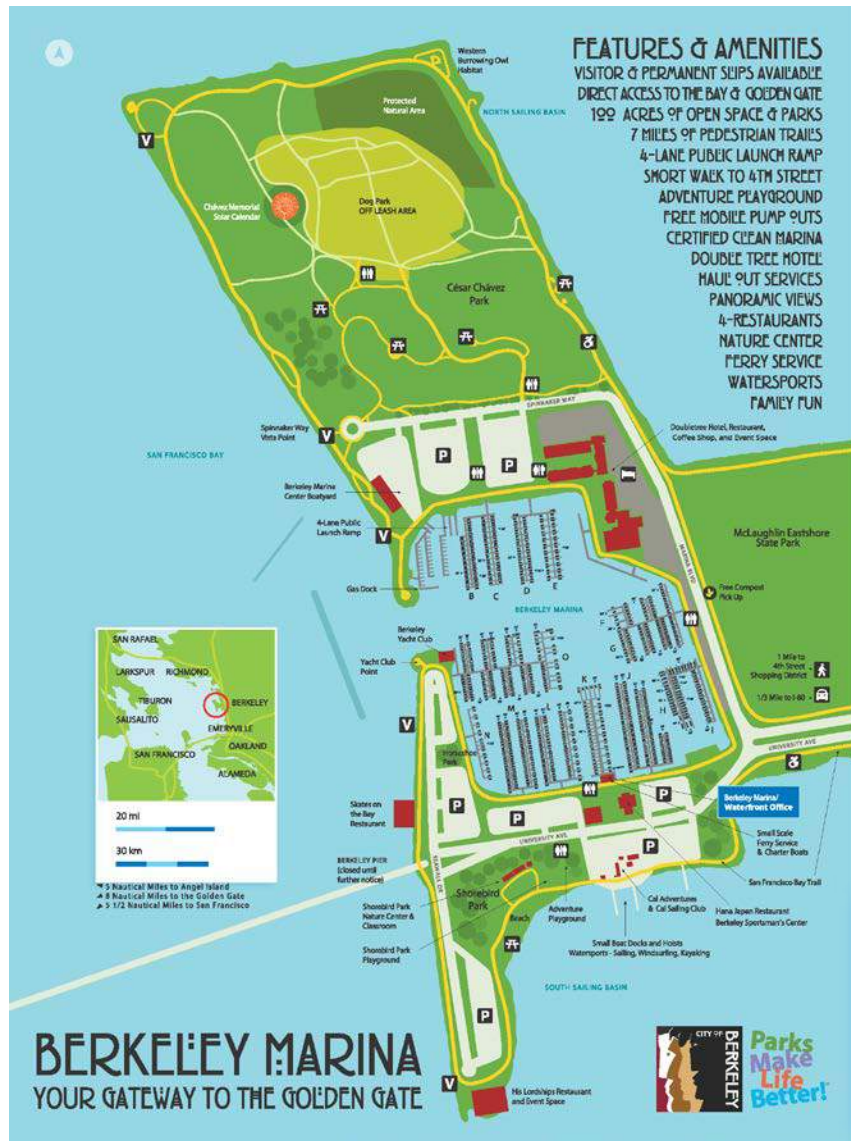 FEATURES & AMENITIES
VISITOR & PERMANENT SLIPS AVAILABLE
DIRECT ACCESS TO THE BAY & GOLDEN GATE
100 ACRES OF OPEN SPACE & PARKS
7 MILES OF PEDESTRIAN TRAILS
4-LANE PUBLIC LAUNCH RAMP
SHORT WALK TO 4TH STREET
ADVENTURE PLAYGROUND
FREE MOBILE PUMP OUTS
CERTIFIED CLEAN MARINA
DOUBLE TREE HOTEL
HAUL OUT SERVICES
PANORAMIC VIEWS
4-RESTAURANTS
NATURE CENTER
FERRY SERVICE
WATERSPORTS
FAMILY FUN
Western
Burrowing Owl
Habitat
Protected
Natural Area
NORTH SAILING BASIN
V
Chávez Memorial
Solar Calendar
Dog Park
OFF LEASH AREA
César Chávez
Park
SPINNAKER WAY
Spinnaker Way
Vista Point
V
SAN FRANCISCO BAY
P
P
Doubletree Hotel, Restaurant,
Coffee Shop, and Event Space
Berkeley Marina
Center Boatyard
4-Lane Public
Launch Ramp
V
McLaughlin Eastshore
State Park
MARINA BLVD
Gas Dock
B
C
D
E
Free Compost
Pick Up
BERKELEY MARINA
F
G
Berkeley
Yacht Club
O
Yacht Club
Point
1 Mile to
4th Street
Shopping District
1/3 Mile to I-80
K
J
H
M
L
N
V
UNIVERSITY AVE
Horseshoe
Park
Skates on
the Bay
Restaurant
P
P
P
Berkeley Marina/
Waterfront Office
UNIVERSITY AVE
Small Scale
Ferry Service
& Charter Boats
BERKELEY PIER
(closed until
further notice)
SEAWALL DR
P
San Francisco Bay Trail
Shorebird
Park
Shorebird Park
Nature Center &
Classroom
Beach
Adventure
Playground
Cal Adventures
& Cal Sailing Club
Hana Japan Restaurant
Berkeley Sportsman's Center
Shorebird Park
Playground
Small Boat Docks and Hoists
Watersports - Sailing, Windsurfing, Kayaking
SOUTH SAILING BASIN
P
V
His Lordships Restaurant
and Event Space
SAN RAFAEL
LARKSPUR
RICHMOND
TIBURON
BERKELEY
SAUSALITO
EMERYVILLE
SAN FRANCISCO
OAKLAND
ALAMEDA
20 mi
30 km
5 Nautical Miles to Angel Island
8 Nautical Miles to the Golden Gate
5 1/2 Nautical Miles to San Francisco
BERKELEY MARINA
YOUR GATEWAY TO THE GOLDEN GATE
CITY OF
BERKELEY
Parks
Make
Life
Better!